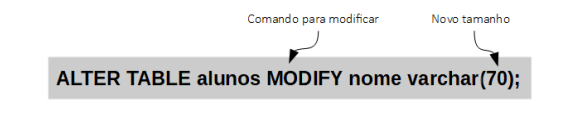 Comando para modificar
Novo tamanho
ALTER TABLE alunos MODIFY nome varchar(70);